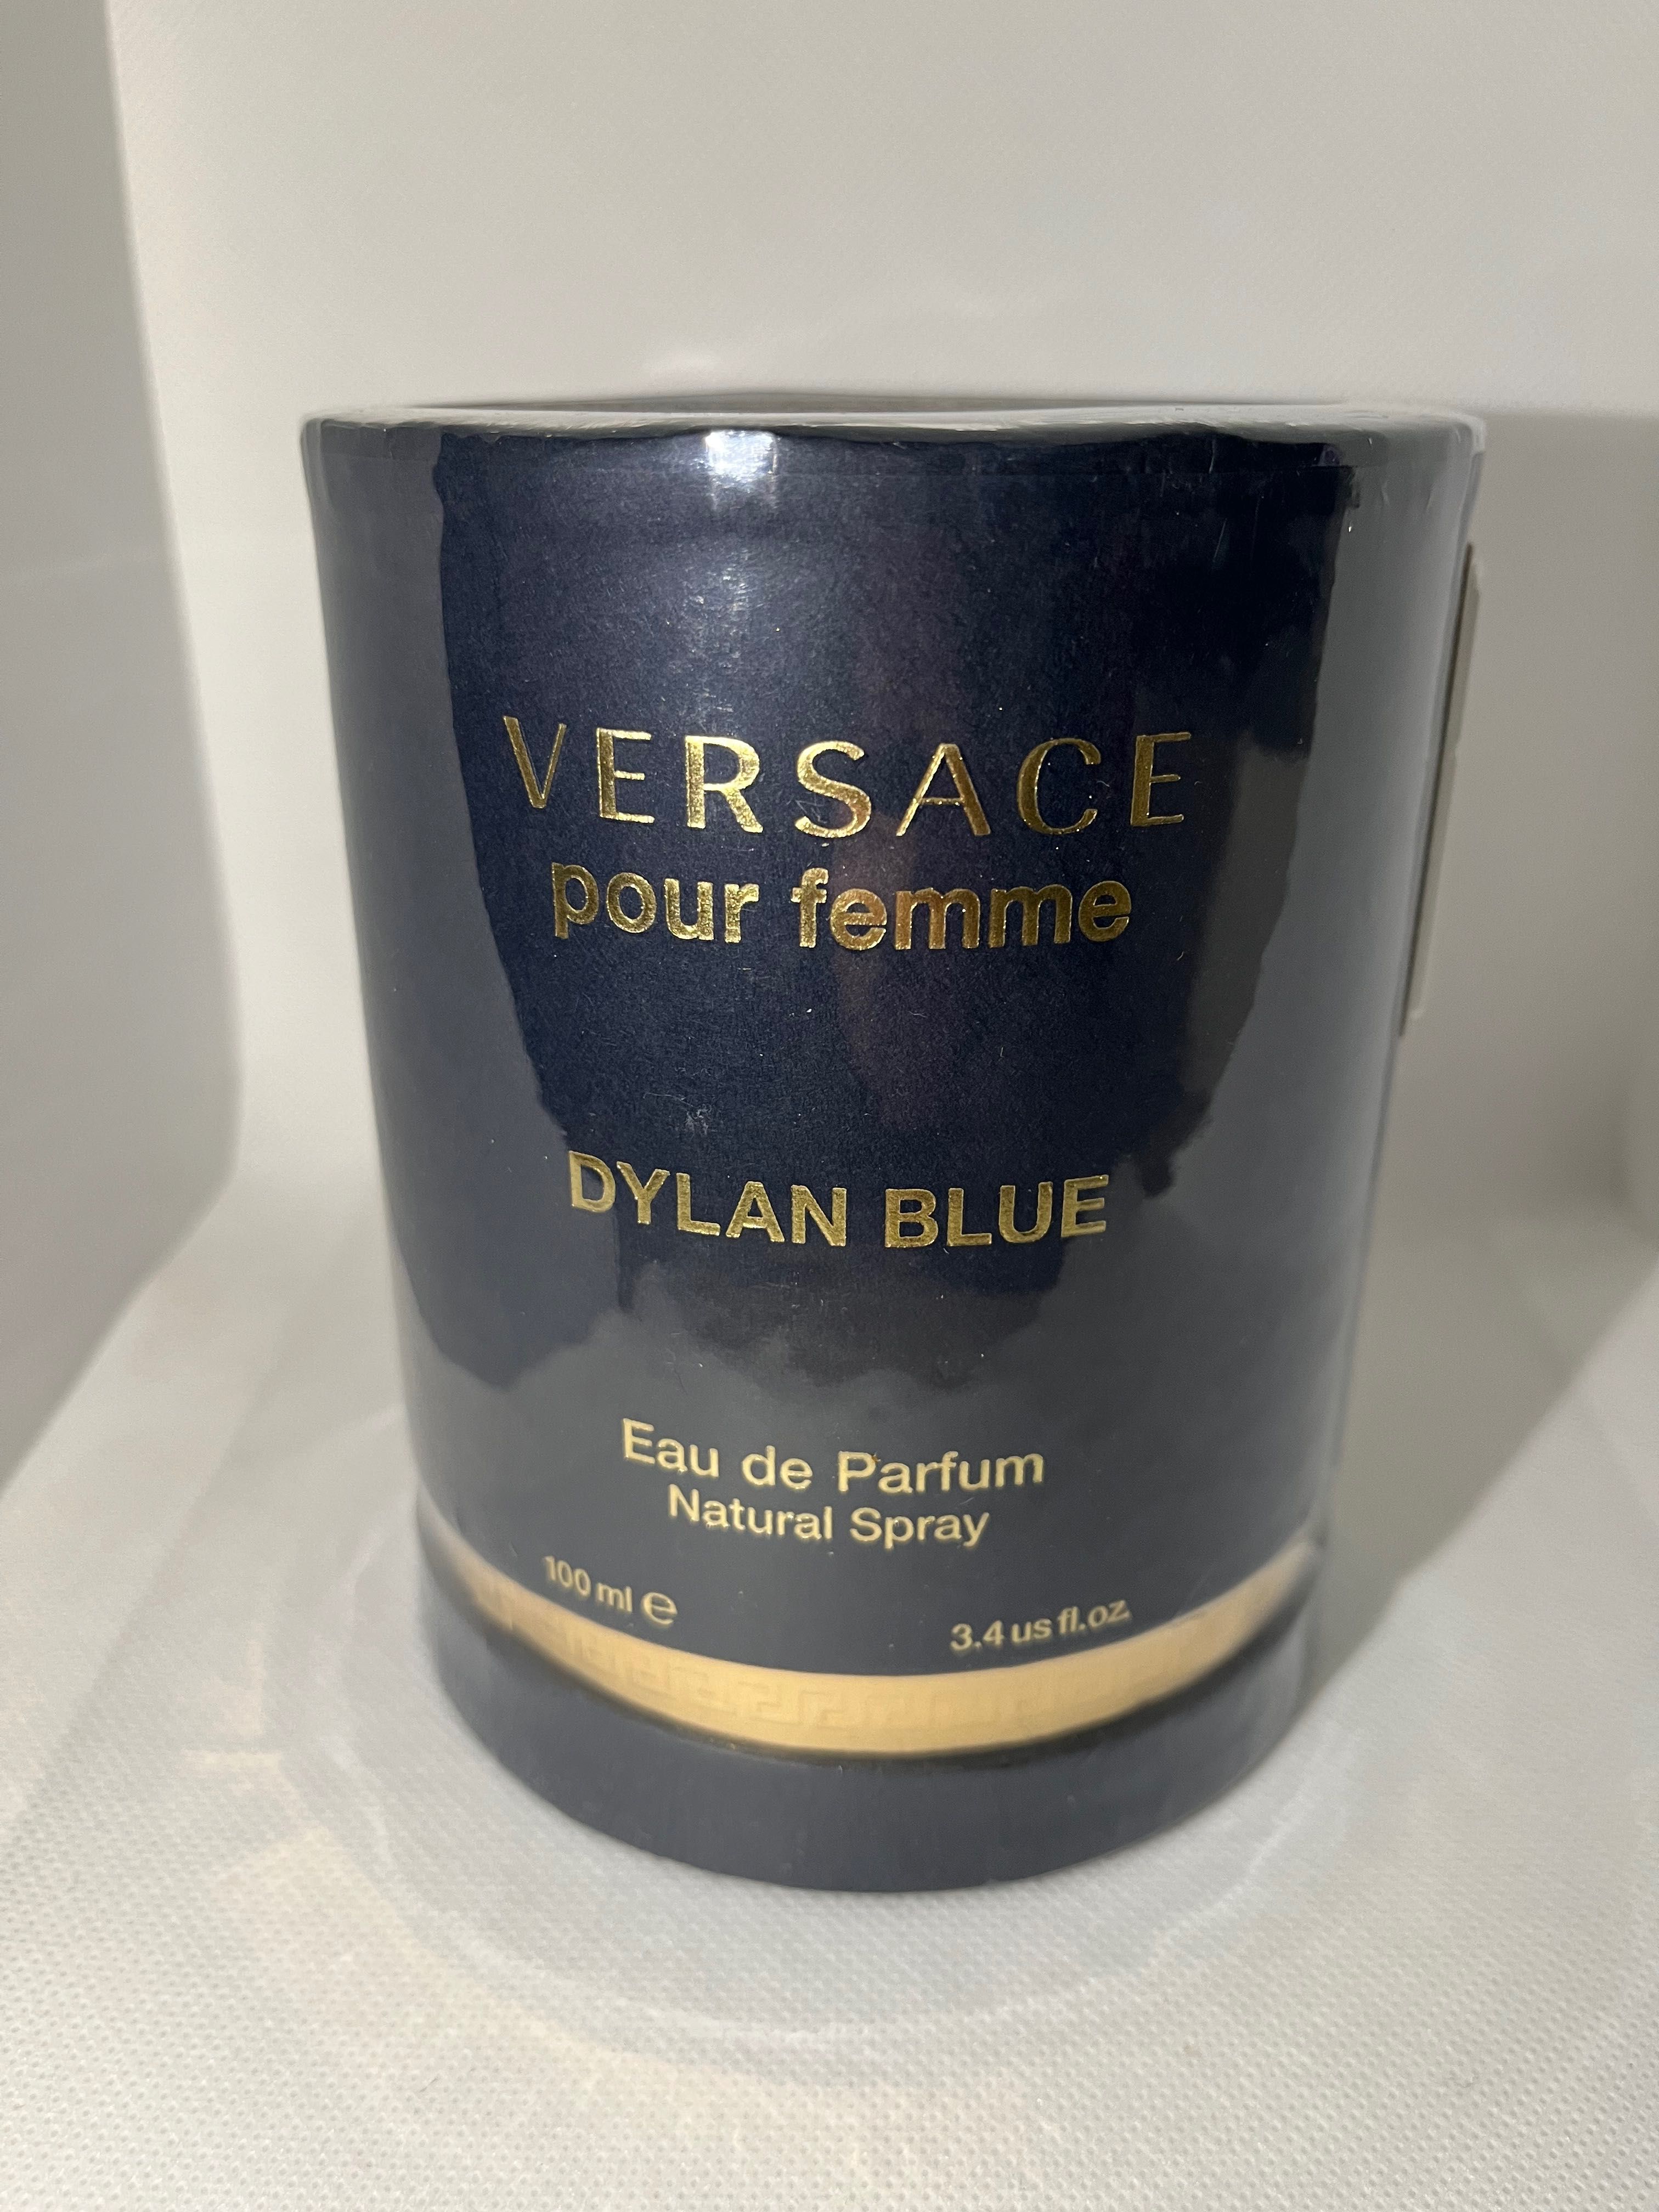 VERSACE
pour femme
DYLAN BLUE
Eau de Parfum
Natural Spray
100 ml ℮
3.4 us fl.oz.